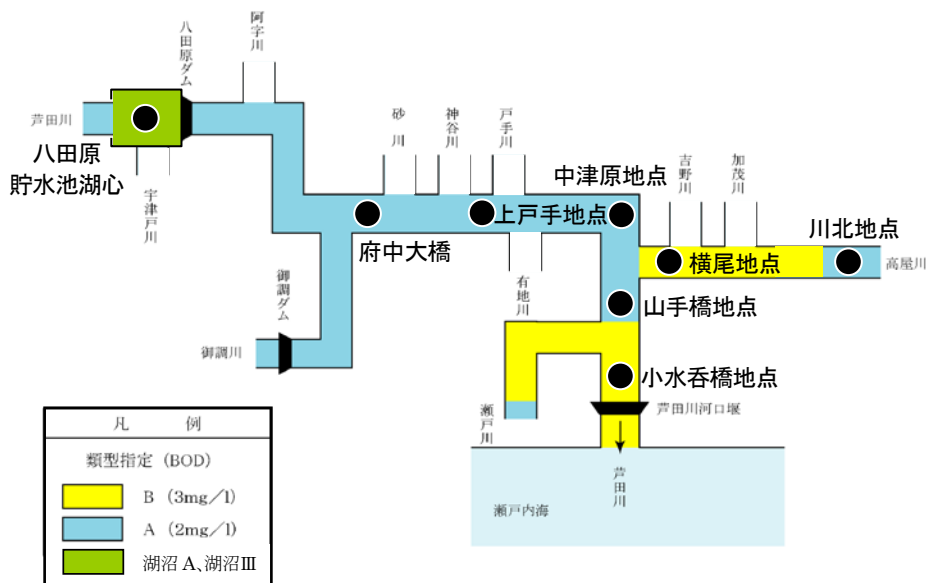 阿字川
八田原ダム
芦田川
八田原
貯水池湖心
宇津戸川
砂川
神谷川
戸手川
中津原地点
上戸手地点
府中大橋
吉野川
加茂川
川北地点
横尾地点
高屋川
有地川
御調ダム
御調川
山手橋地点
小水呑橋地点
芦田川河口堰
瀬戸川
芦田川
瀬戸内海
凡 例
類型指定 (BOD)
B (3mg/l)
A (2mg/l)
湖沼 A、湖沼Ⅲ